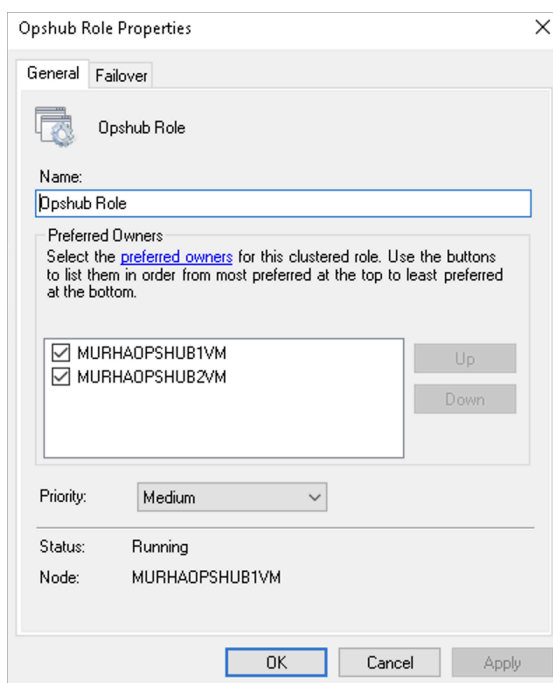 Opshub Role Properties
General
Failover
Opshub Role
Name:
Opshub Role
Preferred Owners
Select the preferred owners for this clustered role. Use the buttons
to list them in order from most preferred at the top to least preferred
at the bottom.
MURHAOPSHUB1VM
Up
MURHAOPSHUB2VM
Down
Priority: Medium
Status: Running
Node: MURHAOPSHUB1VM
OK
Cancel
Apply